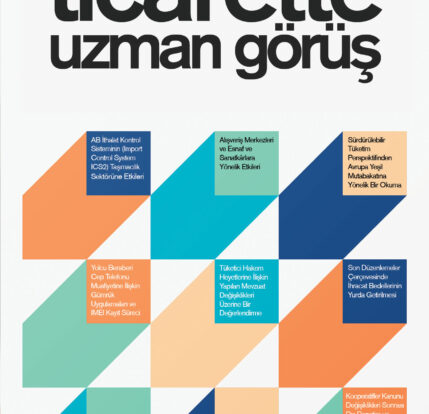 ticarette
uzman görüş
AB İthalat Kontrol
Sisteminin (Import
Control System
ICS2) Taşımacılık
Sektörüne Etkileri
Alışveriş Merkezleri
ve Esnaf ve
Sanatkârlara
Yönelik Etkileri
Sürdürülebilir
Tüketim
Perspektifinden
Avrupa Yeşil
Mutabakatına
Yönelik Bir Okuma
Yolcu Beraberi
Cep Telefonu
Muafiyetine İlişkin
Gümrük
Uygulamaları ve
IMEI Kayıt Süreci
Tüketici Hakem
Heyetlerine İlişkin
Yapılan Mevzuat
Değişiklikleri
Üzerine Bir
Değerlendirme
Son Düzenlemeler
Çerçevesinde
İhracat Bedellerinin
Yurda Getirilmesi
Kooperatifler Kanunu
Değişiklikleri Sonrası